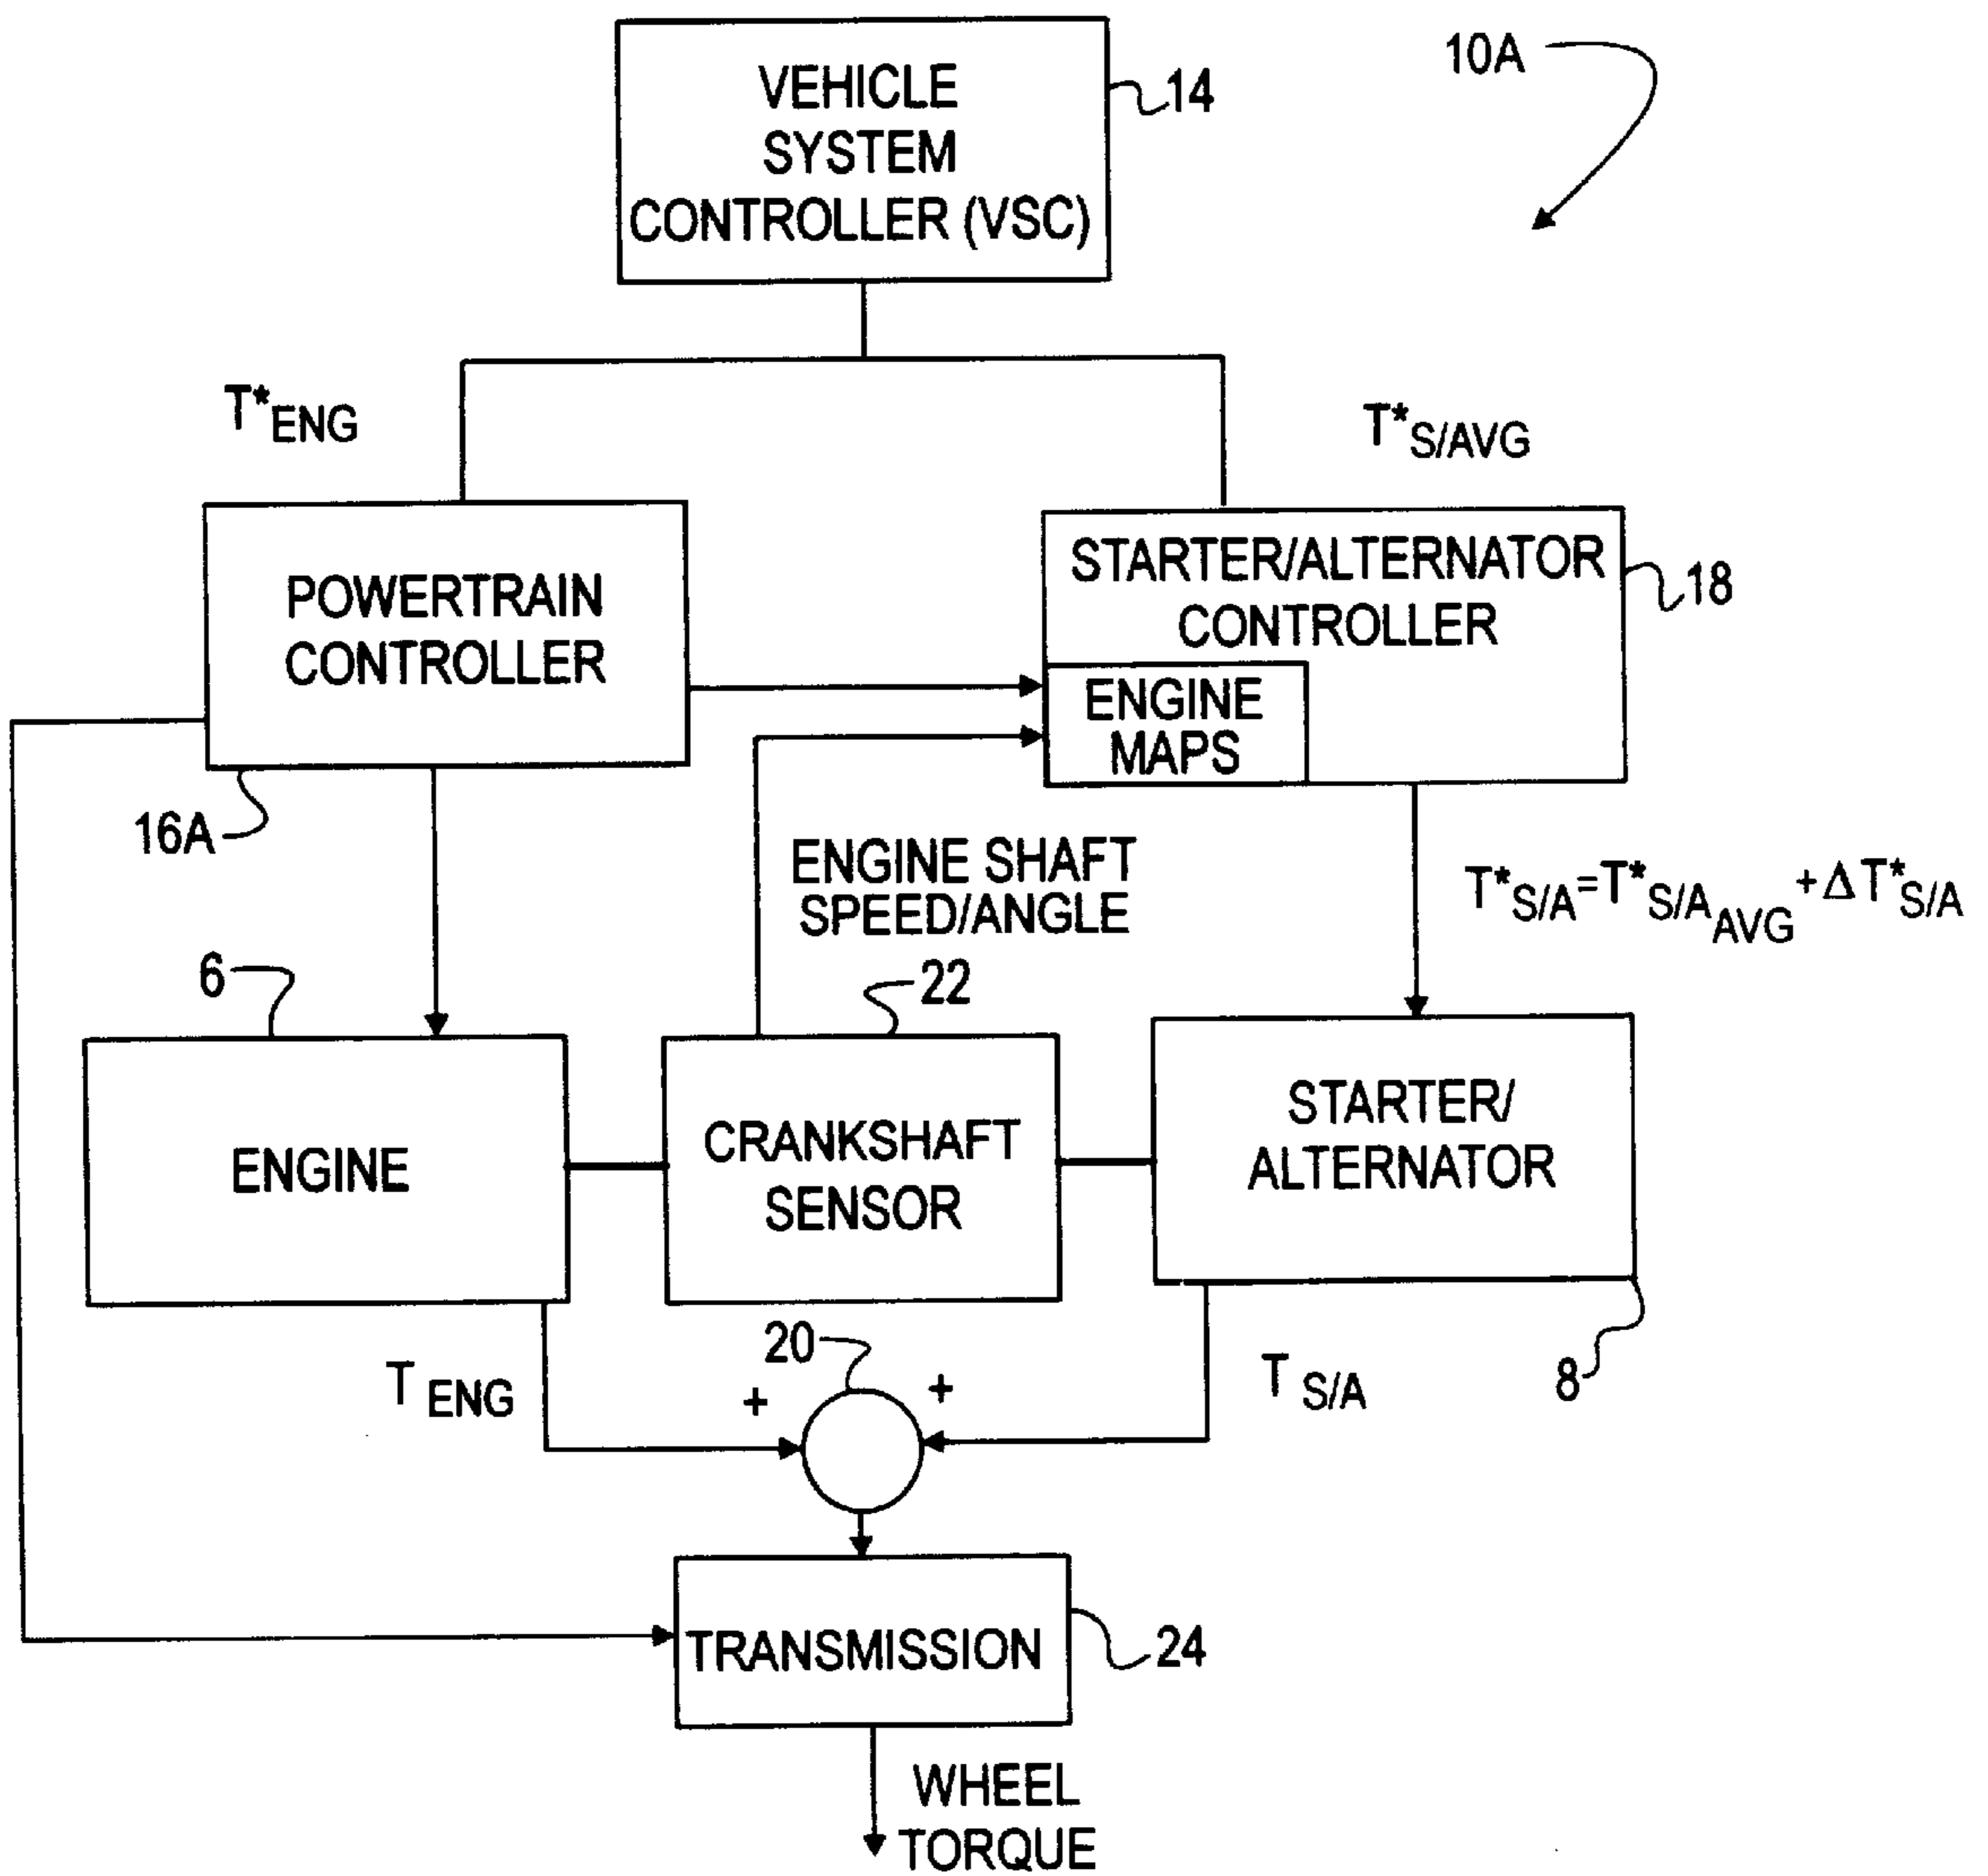 VEHICLE
SYSTEM
CONTROLLER (VSC)
14
10A
T*ENG
T*S/AVG
POWERTRAIN
CONTROLLER
STARTER/ALTERNATOR
CONTROLLER
18
ENGINE
MAPS
16A
ENGINE SHAFT
SPEED/ANGLE
T*S/A=T*S/A AVG +ΔT*S/A
6
22
ENGINE
CRANKSHAFT
SENSOR
STARTER/
ALTERNATOR
T ENG
20
+
+
T S/A
8
TRANSMISSION
24
WHEEL
TORQUE